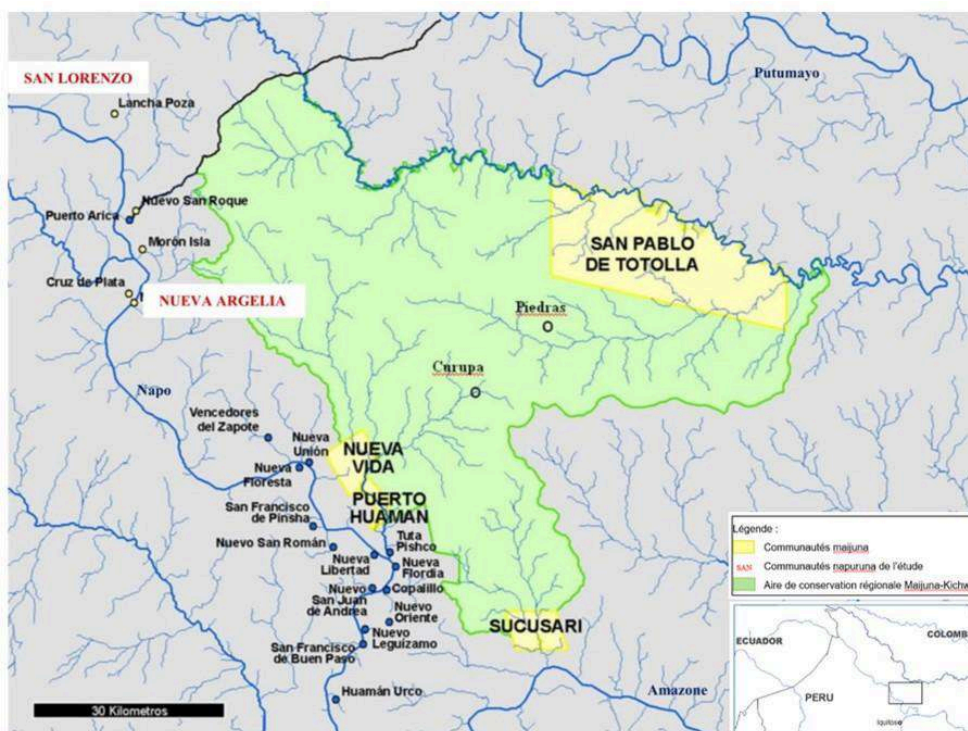 Putumayo
SAN LORENZO
Lancha Poza
Nuevo San Roque
Puerto Arica
Morón Isla
SAN PABLO
DE TOTOLLA
Cruz de Plata
NUEVA ARGELIA
Piedras
Curupa
Napo
Vencedores
del Zapote
Nueva
Unión
NUEVA
VIDA
Nueva
Floresta
PUERTO
HUAMÁN
San Francisco
de Pinsha
Tuta
Pishco
Nuevo San Román
Nueva
Libertad
Nueva
Flordia
Nuevo
San Juan
de Andrea
Copalillo
Nuevo
Oriente
SUCUSARI
Nuevo
Leguízamo
San Francisco
de Buen Paso
Huamán Urco
Amazone
30 Kilometros
Légende :
Communautés maijuna
SAN Communautés napuruna de l'étude
Aire de conservation régionale Maijuna-Kichw
ECUADOR
COLOM
PERU
Iquitos